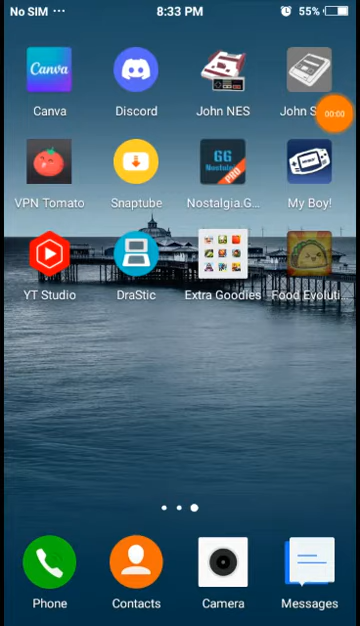 No SIM ··· 8:33 PM 55%
Canva
Canva Discord John NES John S
00:00
GG
Nostalgia
PRO
VPN Tomato Snaptube Nostalgia.G... My Boy!
YT Studio DraStic Extra Goodies Food Evoluti
Phone Contacts Camera Messages